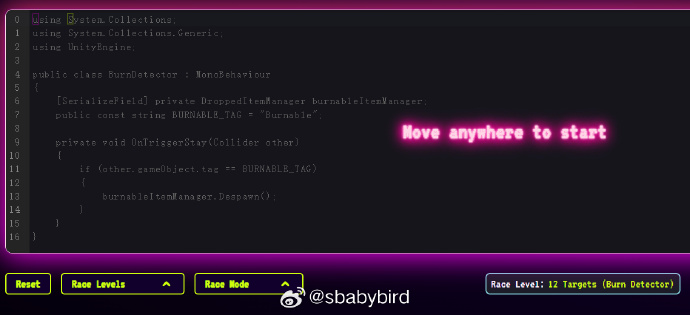 0 using System.Collections;
1 using System.Collections.Generic;
2 using UnityEngine;
3
4 public class BurnDetector : MonoBehaviour
5 {
6 [SerializeField] private DroppedItemManager burnableItemManager;
7 public const string BURNABLE_TAG = "Burnable";
8
9 private void OnTriggerStay(Collider other)
10 {
11 if (other.gameObject.tag == BURNABLE_TAG)
12 {
13 burnableItemManager.Despawn();
14 }
15 }
16 }
Move anywhere to start
Reset Race Levels Race Mode Race Level: 12 Targets (Burn Detector)
@sbabybird